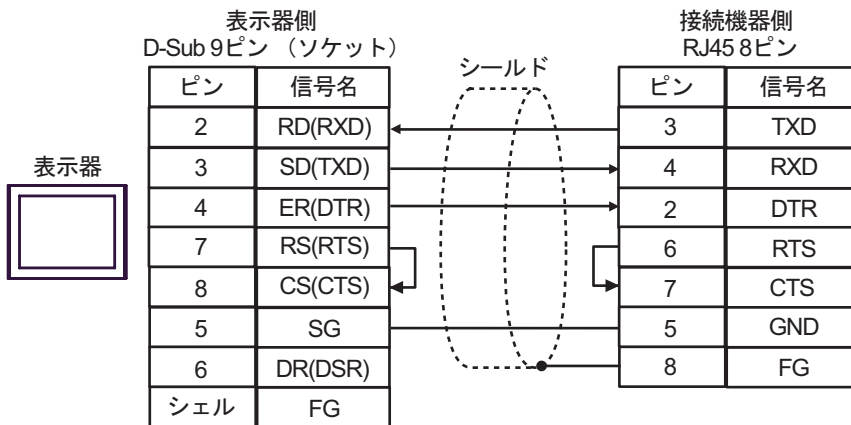 表示器側
D-Sub 9ピン （ソケット）
接続機器側
RJ45 8ピン
シールド
表示器
ピン 信号名
2 RD(RXD)
3 SD(TXD)
4 ER(DTR)
7 RS(RTS)
8 CS(CTS)
5 SG
6 DR(DSR)
シェル FG
ピン 信号名
3 TXD
4 RXD
2 DTR
6 RTS
7 CTS
5 GND
8 FG